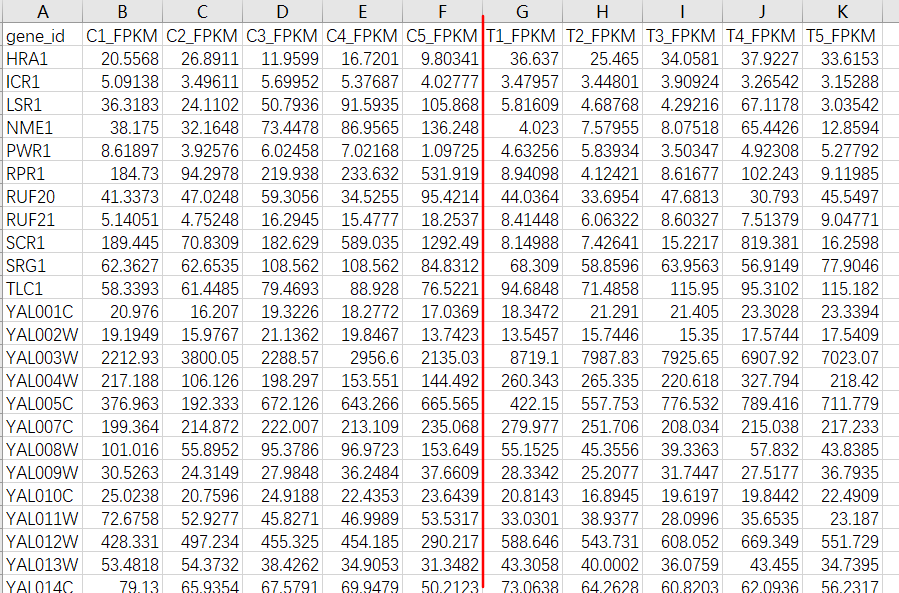 A B C D E F G H I J K
gene_id C1_FPKM C2_FPKM C3_FPKM C4_FPKM C5_FPKM T1_FPKM T2_FPKM T3_FPKM T4_FPKM T5_FPKM
HRA1 20.5568 26.8911 11.9599 16.7201 9.80341 36.637 25.465 34.0581 37.9227 33.6153
ICR1 5.09138 3.49611 5.69952 5.37687 4.02777 3.47957 3.44801 3.90924 3.26542 3.15288
LSR1 36.3183 24.1102 50.7936 91.5935 105.868 5.81609 4.68768 4.29216 67.1178 3.03542
NME1 38.175 32.1648 73.4478 86.9565 136.248 4.023 7.57955 8.07518 65.4426 12.8594
PWR1 8.61897 3.92576 6.02458 7.02168 1.09725 4.63256 5.83934 3.50347 4.92308 5.27792
RPR1 184.73 94.2978 219.938 233.632 531.919 8.94098 4.12421 8.61677 102.243 9.11985
RUF20 41.3373 47.0248 59.3056 34.5255 95.4214 44.0364 33.6954 47.6813 30.793 45.5497
RUF21 5.14051 4.75248 16.2945 15.4777 18.2537 8.41448 6.06322 8.60327 7.51379 9.04771
SCR1 189.445 70.8309 182.629 589.035 1292.49 8.14988 7.42641 15.2217 819.381 16.2598
SRG1 62.3627 62.6535 108.562 108.562 84.8312 68.309 58.8596 63.9563 56.9149 77.9046
TLC1 58.3393 61.4485 79.4693 88.928 76.5221 94.6848 71.4858 115.95 95.3102 115.182
YAL001C 20.976 16.207 19.3226 18.2772 17.0369 18.3472 21.291 21.405 23.3028 23.3394
YAL002W 19.1949 15.9767 21.1362 19.8467 13.7423 13.5457 15.7446 15.35 17.5744 17.5409
YAL003W 2212.93 3800.05 2288.57 2956.6 2135.03 8719.1 7987.83 7925.65 6907.92 7023.07
YAL004W 217.188 106.126 198.297 153.551 144.492 260.343 265.335 220.618 327.794 218.42
YAL005C 376.963 192.333 672.126 643.266 665.565 422.15 557.753 776.532 789.416 711.779
YAL007C 199.364 214.872 222.007 213.109 235.068 279.977 251.706 208.034 215.038 217.233
YAL008W 101.016 55.8952 95.3786 96.9723 153.649 55.1525 45.3556 39.3363 57.832 43.8385
YAL009W 30.5263 24.3149 27.9848 36.2484 37.6609 28.3342 25.2077 31.7447 27.5177 36.7935
YAL010C 25.0238 20.7596 24.9188 22.4353 23.6439 20.8143 16.8945 19.6197 19.8442 22.4909
YAL011W 72.6758 52.9277 45.8271 46.9989 53.5317 33.0301 38.9377 28.0996 35.6535 23.187
YAL012W 428.331 497.234 455.325 454.185 290.217 588.646 543.731 608.052 669.349 551.729
YAL013W 53.4818 54.3732 38.4262 34.9053 31.3482 43.3058 40.0002 36.0759 43.455 34.7395
YAL014C 79.13 65.9354 67.5791 69.9479 50.2123 73.0638 64.2628 60.8203 62.0936 56.2317